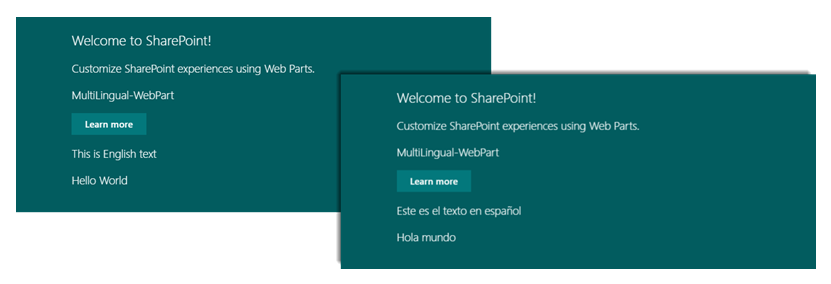 Welcome to SharePoint!
Customize SharePoint experiences using Web Parts.
MultiLingual-WebPart
Learn more
This is English text
Hello World
Welcome to SharePoint!
Customize SharePoint experiences using Web Parts.
MultiLingual-WebPart
Learn more
Este es el texto en español
Hola mundo